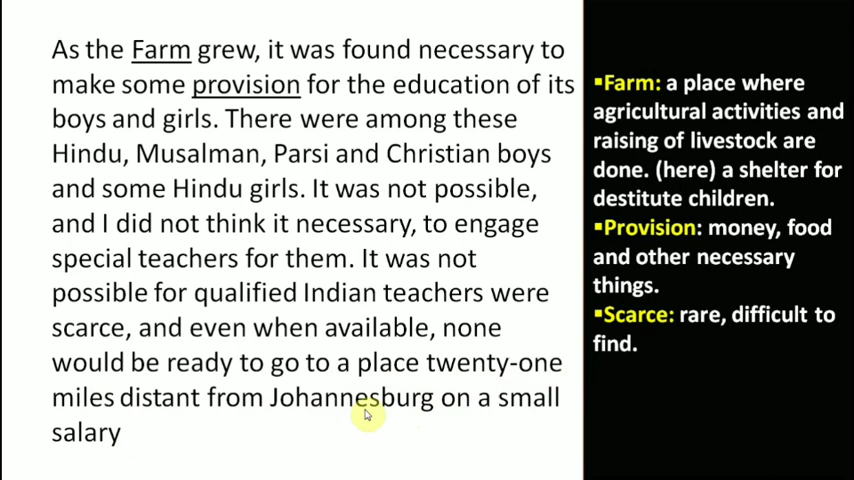 As the Farm grew, it was found necessary to
make some provision for the education of its
boys and girls. There were among these
Hindu, Musalman, Parsi and Christian boys
and some Hindu girls. It was not possible,
and I did not think it necessary, to engage
special teachers for them. It was not
possible for qualified Indian teachers were
scarce, and even when available, none
would be ready to go to a place twenty-one
miles distant from Johannesburg on a small
salary
▪Farm: a place where
agricultural activities and
raising of livestock are
done. (here) a shelter for
destitute children.
▪Provision: money, food
and other necessary
things.
▪Scarce: rare, difficult to
find.